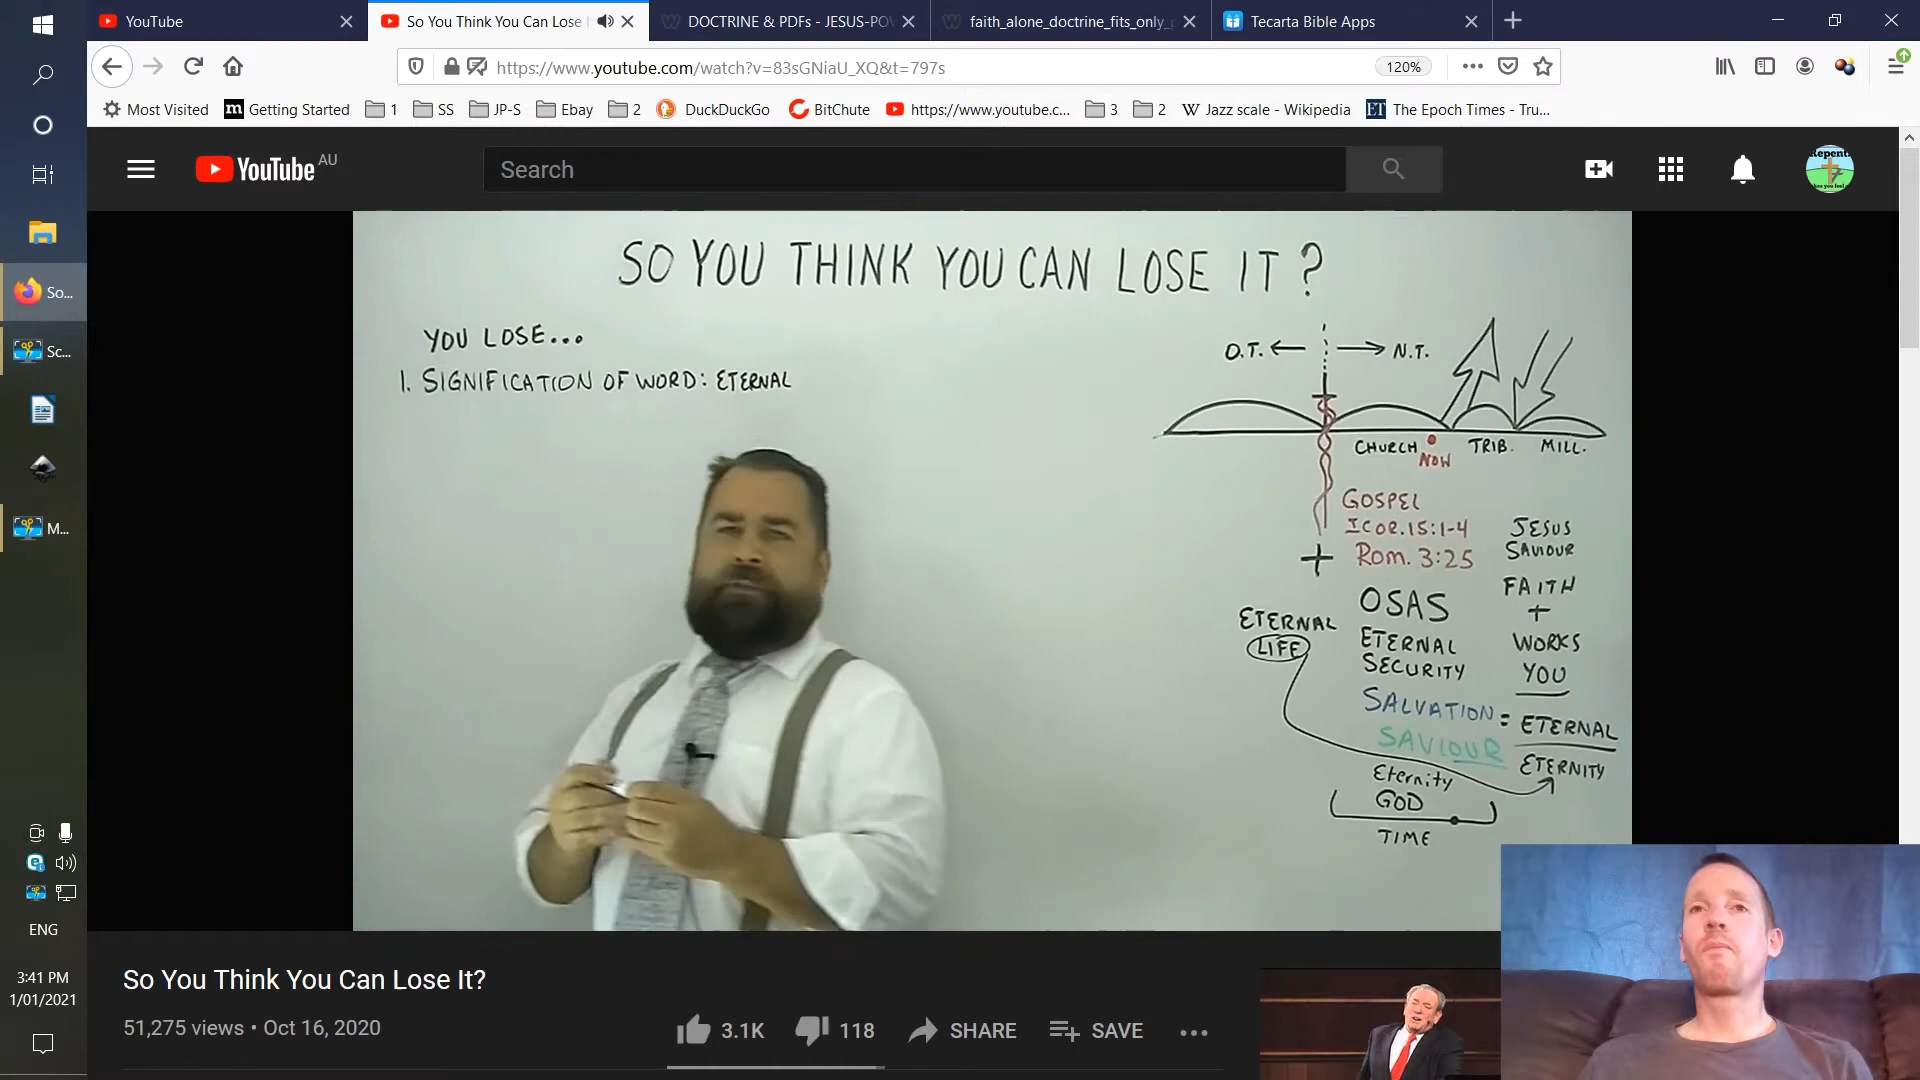 YouTube
So You Think You Can Lose
DOCTRINE & PDFs - JESUS-PO
faith_alone_doctrine_fits_only_
Tecarta Bible Apps
https://www.youtube.com/watch?v=83sGNiaU_XQ&t=797s
120%
Most Visited
Getting Started
1
SS
JP-S
Ebay
2
DuckDuckGo
BitChute
https://www.youtube.c...
3
2
Jazz scale - Wikipedia
The Epoch Times - Tru...
YouTube AU
Search
Repent
SO YOU THINK YOU CAN LOSE IT?
YOU LOSE...
1. SIGNIFICATION OF WORD: ETERNAL
O.T. ← → N.T.
CHURCH NOW TRIB. MILL.
GOSPEL
I COR. 15:1-4
Rom. 3:25
JESUS
SAVIOUR
FAITH
+
WORKS
YOU
OSAS
ETERNAL
SECURITY
ETERNAL
LIFE
SALVATION = ETERNAL
SAVIOUR
ETERNITY
Eternity
GOD
TIME
So...
Sc...
M...
ENG
3:41 PM
1/01/2021
So You Think You Can Lose It?
51,275 views • Oct 16, 2020
3.1K
118
SHARE
SAVE